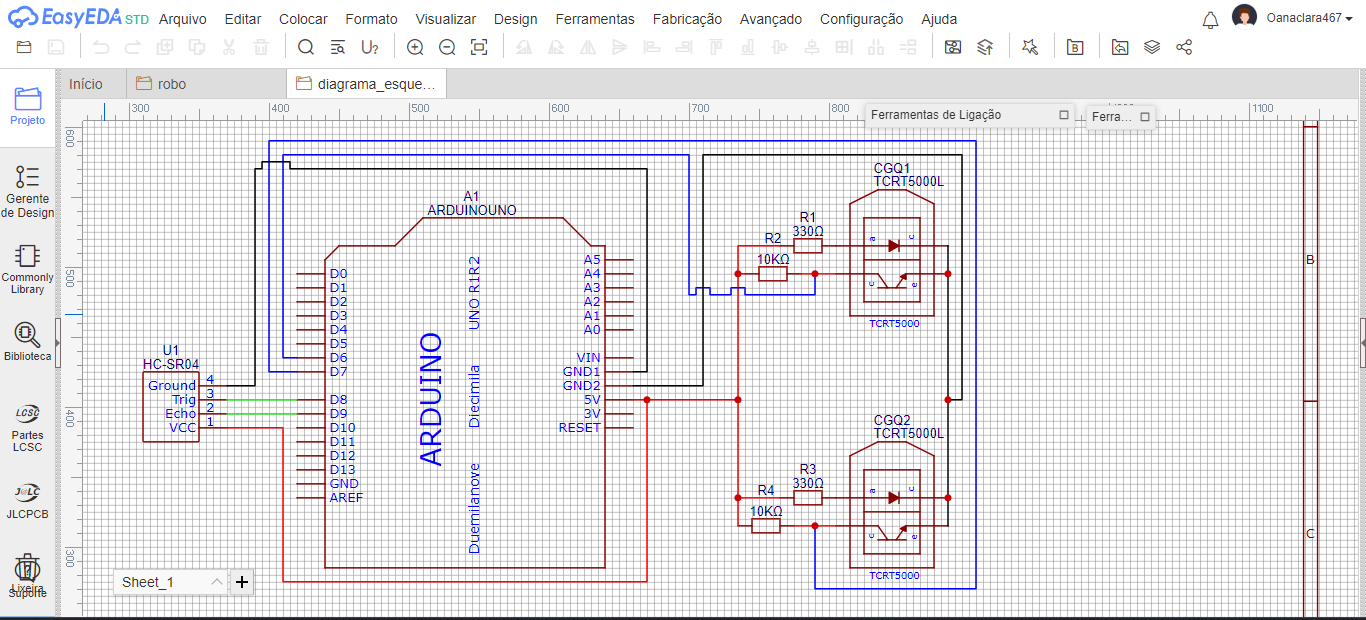 EasyEDA STD Arquivo Editar Colocar Formato Visualizar Design Ferramentas Fabricação Avançado Configuração Ajuda Oanaclara467
Início robo diagrama_esque...
300 400 500 600 700 800 1100
Ferramentas de Ligação
Ferra...
Projeto
Gerente de Design
Commonly Library
Biblioteca
LCSC
Partes LCSC
J@LC
JLCPCB
Lixeira
Suporte
600
500
400
300
A1
ARDUINOUNO
D0
D1
D2
D3
D4
D5
D6
D7
D8
D9
D10
D11
D12
D13
GND
AREF
ARDUINO
UNO R1R2
Diecimila
Duemilanove
A5
A4
A3
A2
A1
A0
VIN
GND1
GND2
5V
3V
RESET
U1
HC-SR04
Ground 4
Trig 3
Echo 2
VCC 1
R1
330Ω
R2
10KΩ
CGQ1
TCRT5000L
a c
c e
TCRT5000
R3
330Ω
R4
10KΩ
CGQ2
TCRT5000L
a c
c e
TCRT5000
B
C
Sheet_1